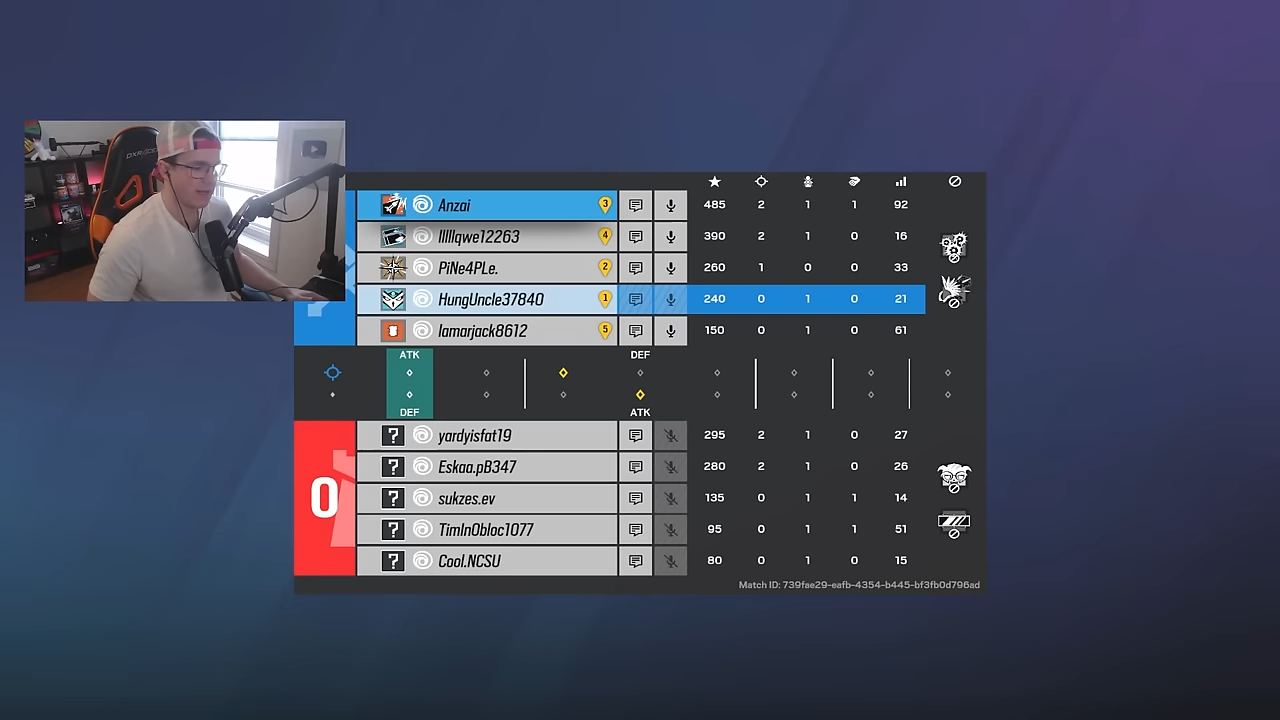 DXRACER
Anzai 3 485 2 1 1 92
lllllqwe12263 4 390 2 1 0 16
PiNe4PLe. 2 260 1 0 0 33
HungUncle37840 1 240 0 1 0 21
lamarjack8612 5 150 0 1 0 61
ATK DEF
DEF ATK
0
? yardyisfat19 295 2 1 0 27
? Eskaa.pB347 280 2 1 0 26
? sukzes.ev 135 0 1 1 14
? TimInObloc1077 95 0 1 1 51
? Cool.NCSU 80 0 1 0 15
Match ID: 739fae29-eafb-4354-b445-bf3fb0d796ad